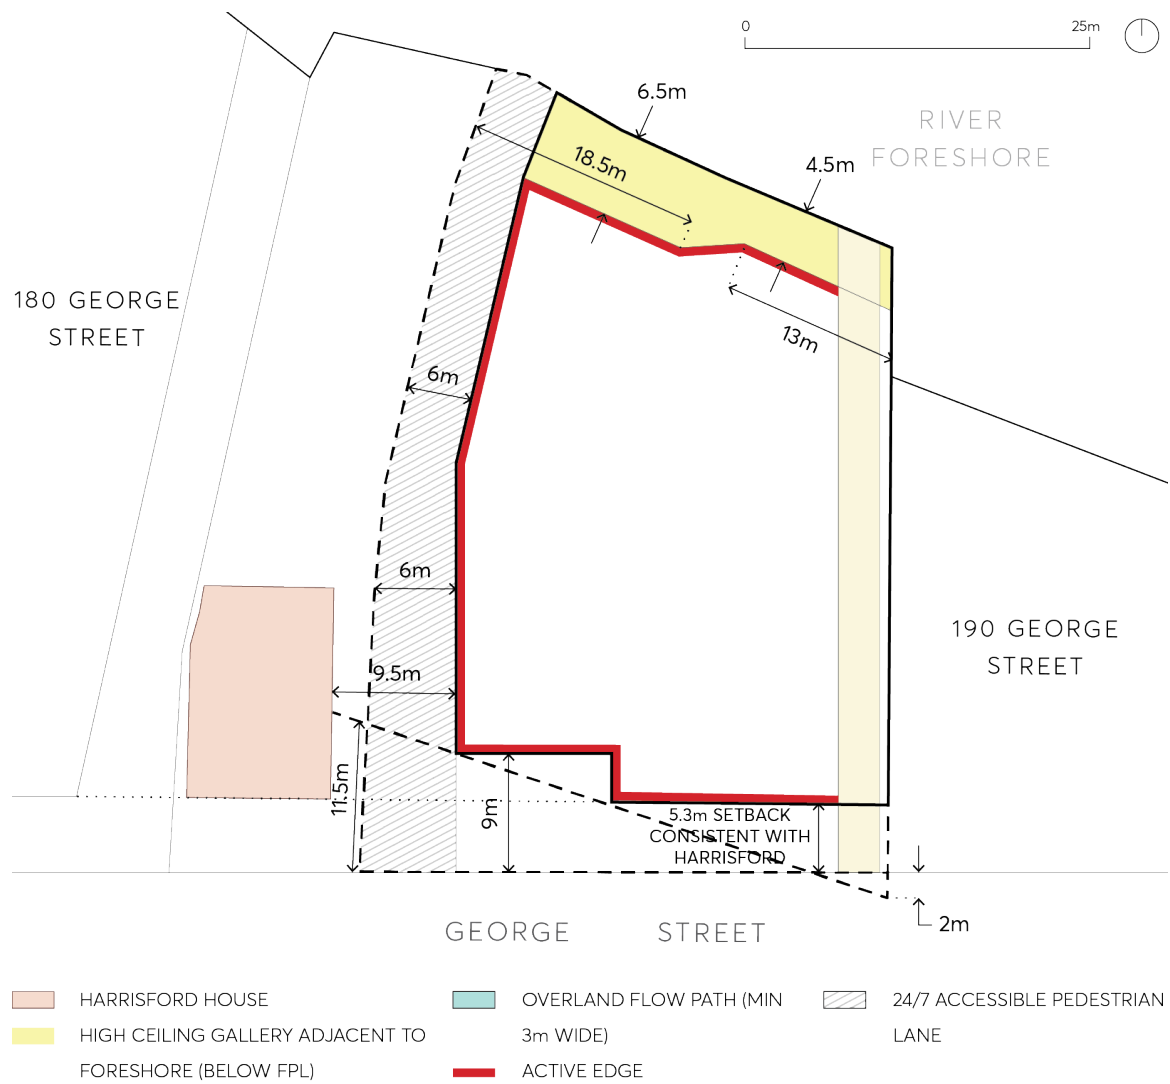 0
25m
6.5m
RIVER
FORESHORE
18.5m
4.5m
180 GEORGE
STREET
13m
6m
6m
190 GEORGE
STREET
9.5m
11.5m
9m
5.3m SETBACK
CONSISTENT WITH
HARRISFORD
2m
GEORGE STREET
HARRISFORD HOUSE
HIGH CEILING GALLERY ADJACENT TO
FORESHORE (BELOW FPL)
OVERLAND FLOW PATH (MIN
3m WIDE)
ACTIVE EDGE
24/7 ACCESSIBLE PEDESTRIAN
LANE